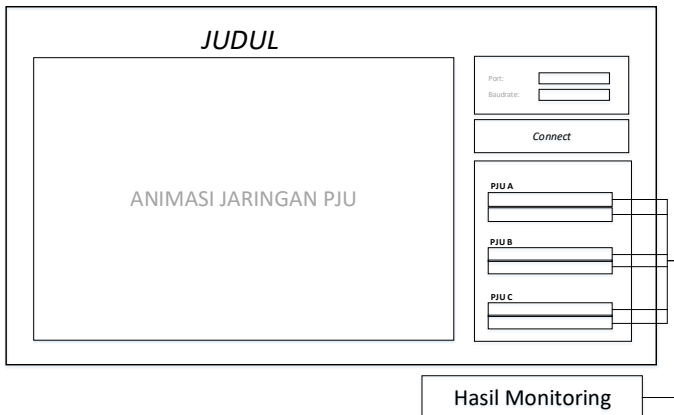 JUDUL
ANIMASI JARINGAN PJU
Port:
Baudrate:
Connect
PJU A
PJU B
PJU C
Hasil Monitoring